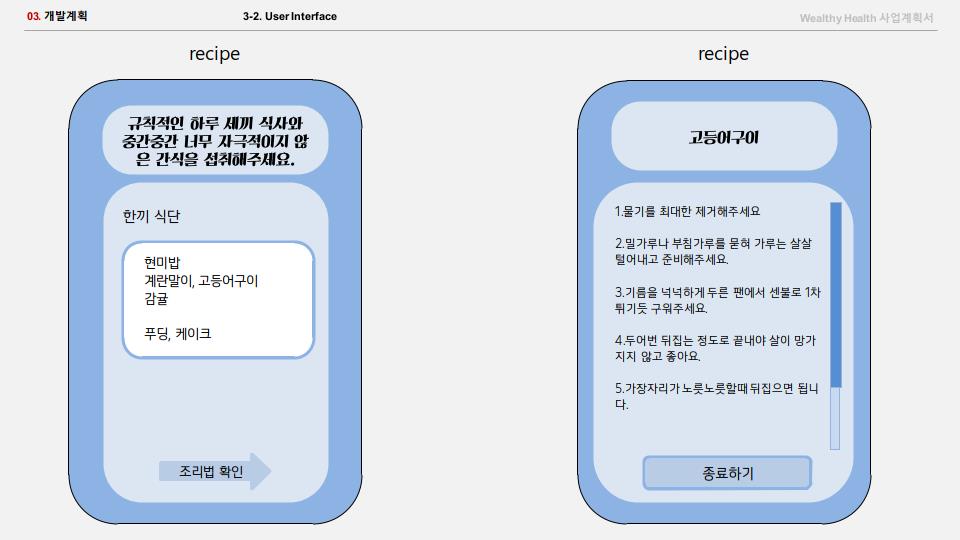 03. 개발계획
3-2. User Interface
Wealthy Health 사업계획서
recipe
규칙적인 하루 세끼 식사와
중간중간 너무 자극적이지 않
은 간식을 섭취해주세요.
한끼 식단
현미밥
계란말이, 고등어구이
감귤
푸딩, 케이크
조리법 확인
recipe
고등어구이
1.물기를 최대한 제거해주세요
2.밀가루나 부침가루를 묻혀 가루는 살살
털어내고 준비해주세요.
3.기름을 넉넉하게 두른 팬에서 센불로 1차
튀기듯 구워주세요.
4.두어번 뒤집는 정도로 끝내야 살이 망가
지지 않고 좋아요.
5.가장자리가 노릇노릇할때 뒤집으면 됩니
다.
종료하기